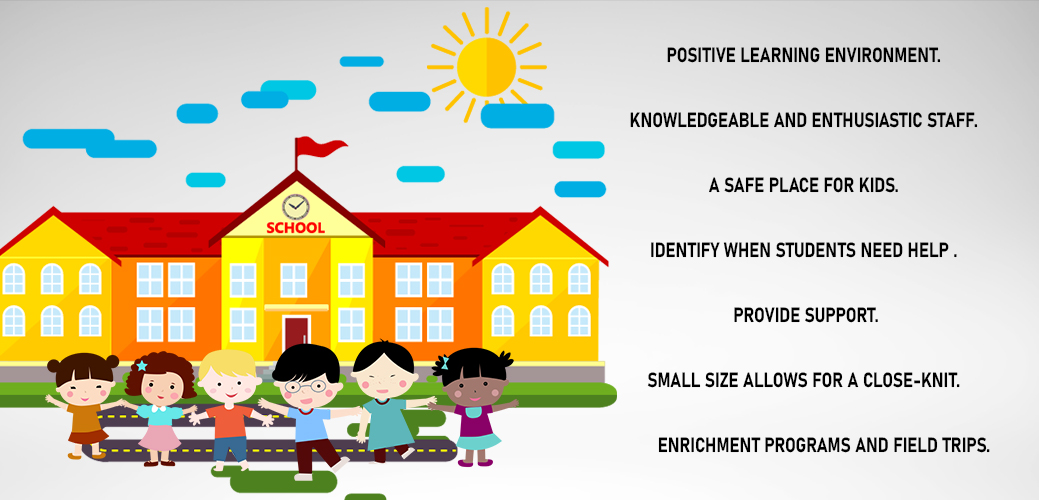 SCHOOL
POSITIVE LEARNING ENVIRONMENT.
KNOWLEDGEABLE AND ENTHUSIASTIC STAFF.
A SAFE PLACE FOR KIDS.
IDENTIFY WHEN STUDENTS NEED HELP .
PROVIDE SUPPORT.
SMALL SIZE ALLOWS FOR A CLOSE-KNIT.
ENRICHMENT PROGRAMS AND FIELD TRIPS.